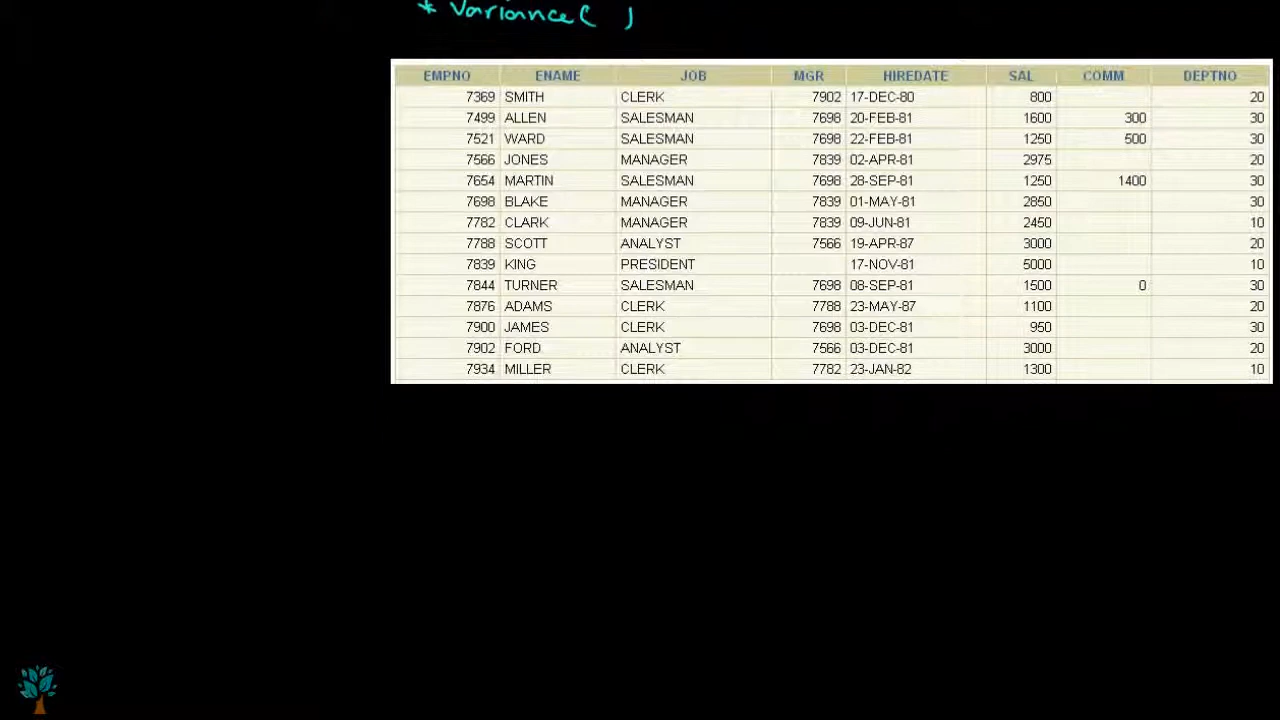 * Variance( )
EMPNO ENAME JOB MGR HIREDATE SAL COMM DEPTNO
7369 SMITH CLERK 7902 17-DEC-80 800 20
7499 ALLEN SALESMAN 7698 20-FEB-81 1600 300 30
7521 WARD SALESMAN 7698 22-FEB-81 1250 500 30
7566 JONES MANAGER 7839 02-APR-81 2975 20
7654 MARTIN SALESMAN 7698 28-SEP-81 1250 1400 30
7698 BLAKE MANAGER 7839 01-MAY-81 2850 30
7782 CLARK MANAGER 7839 09-JUN-81 2450 10
7788 SCOTT ANALYST 7566 19-APR-87 3000 20
7839 KING PRESIDENT 17-NOV-81 5000 10
7844 TURNER SALESMAN 7698 08-SEP-81 1500 0 30
7876 ADAMS CLERK 7788 23-MAY-87 1100 20
7900 JAMES CLERK 7698 03-DEC-81 950 30
7902 FORD ANALYST 7566 03-DEC-81 3000 20
7934 MILLER CLERK 7782 23-JAN-82 1300 10